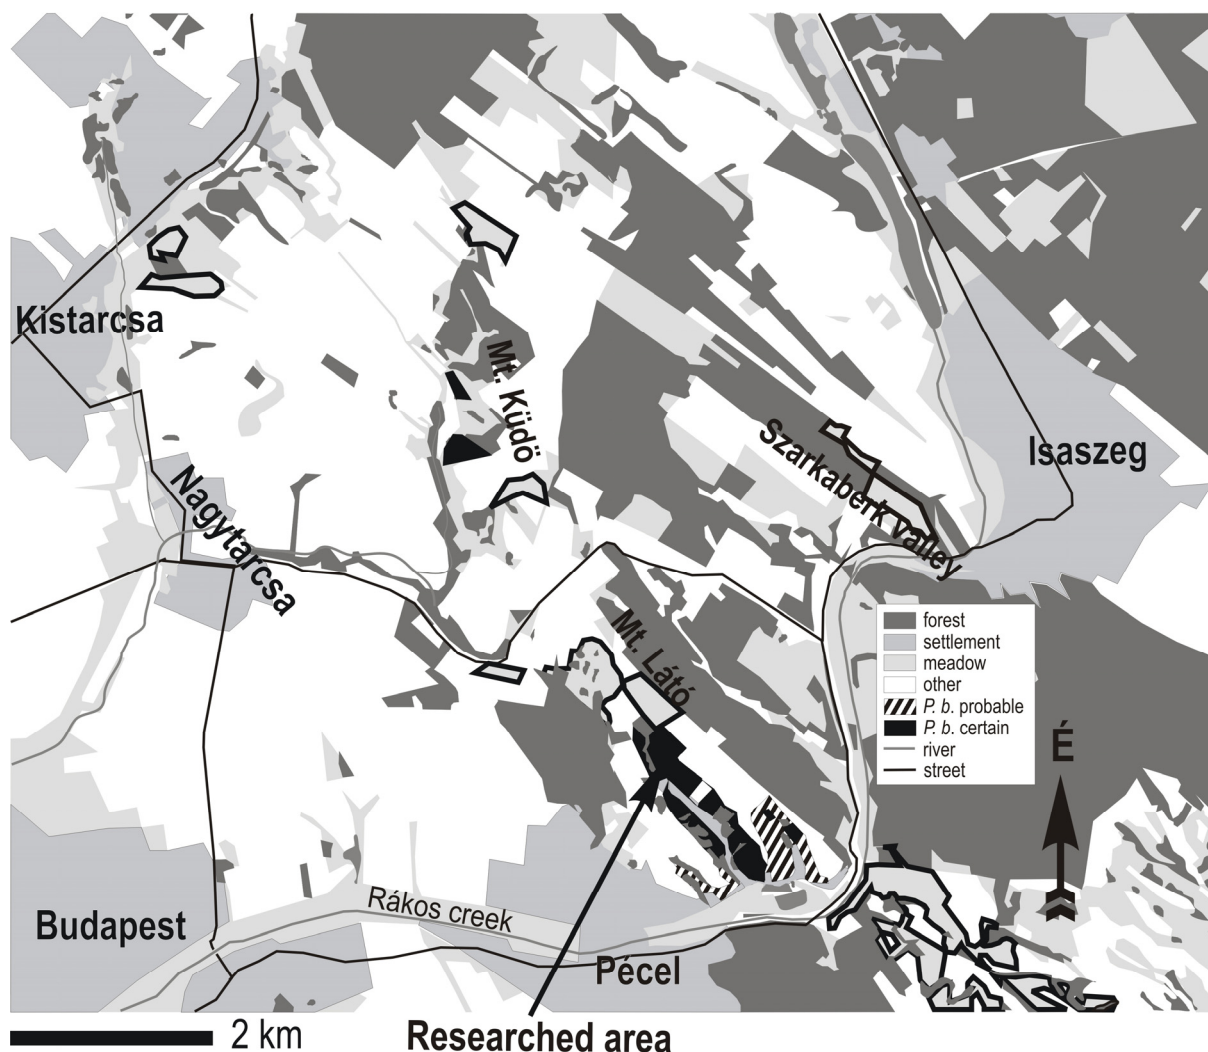 Kistarcsa
Mt. Küdö
Szarkaberk valley
Isaszeg
Nagytarcsa
Mt. Látó
forest
settlement
meadow
other
P. b. probable
P. b. certain
river
street
É
Rákos creek
Budapest
Pécel
2 km
Researched area